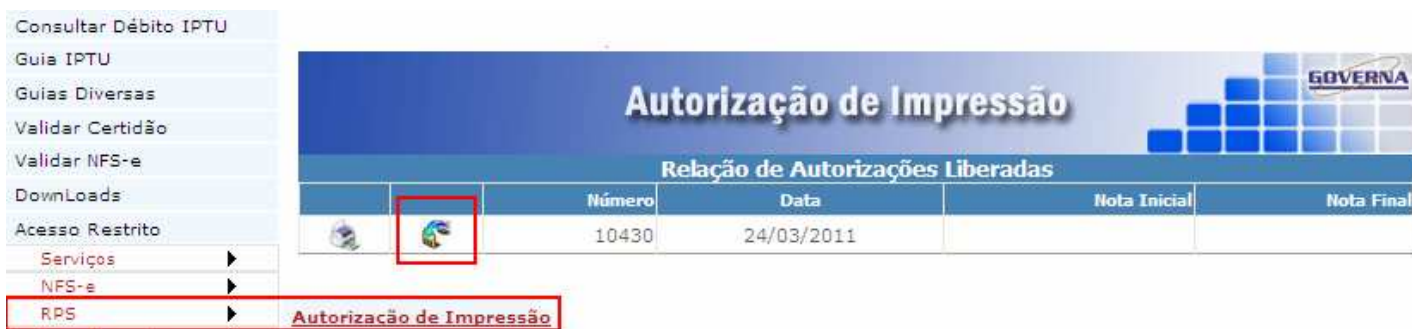 Consultar Débito IPTU
Guia IPTU
Guias Diversas
Validar Certidão
Validar NFS-e
DownLoads
Acesso Restrito
Serviços
NFS-e
RPS
Autorização de Impressão
GOVERNA
Autorização de Impressão
Relação de Autorizações Liberadas
Número Data Nota Inicial Nota Final
10430 24/03/2011